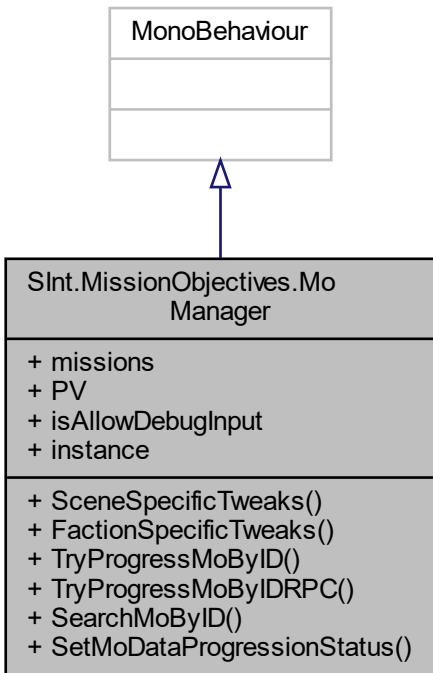 MonoBehaviour
SInt.MissionObjectives.Mo
Manager
+ missions
+ PV
+ isAllowDebugInput
+ instance
+ SceneSpecificTweaks()
+ FactionSpecificTweaks()
+ TryProgressMoByID()
+ TryProgressMoByIDRPC()
+ SearchMoByID()
+ SetMoDataProgressionStatus()